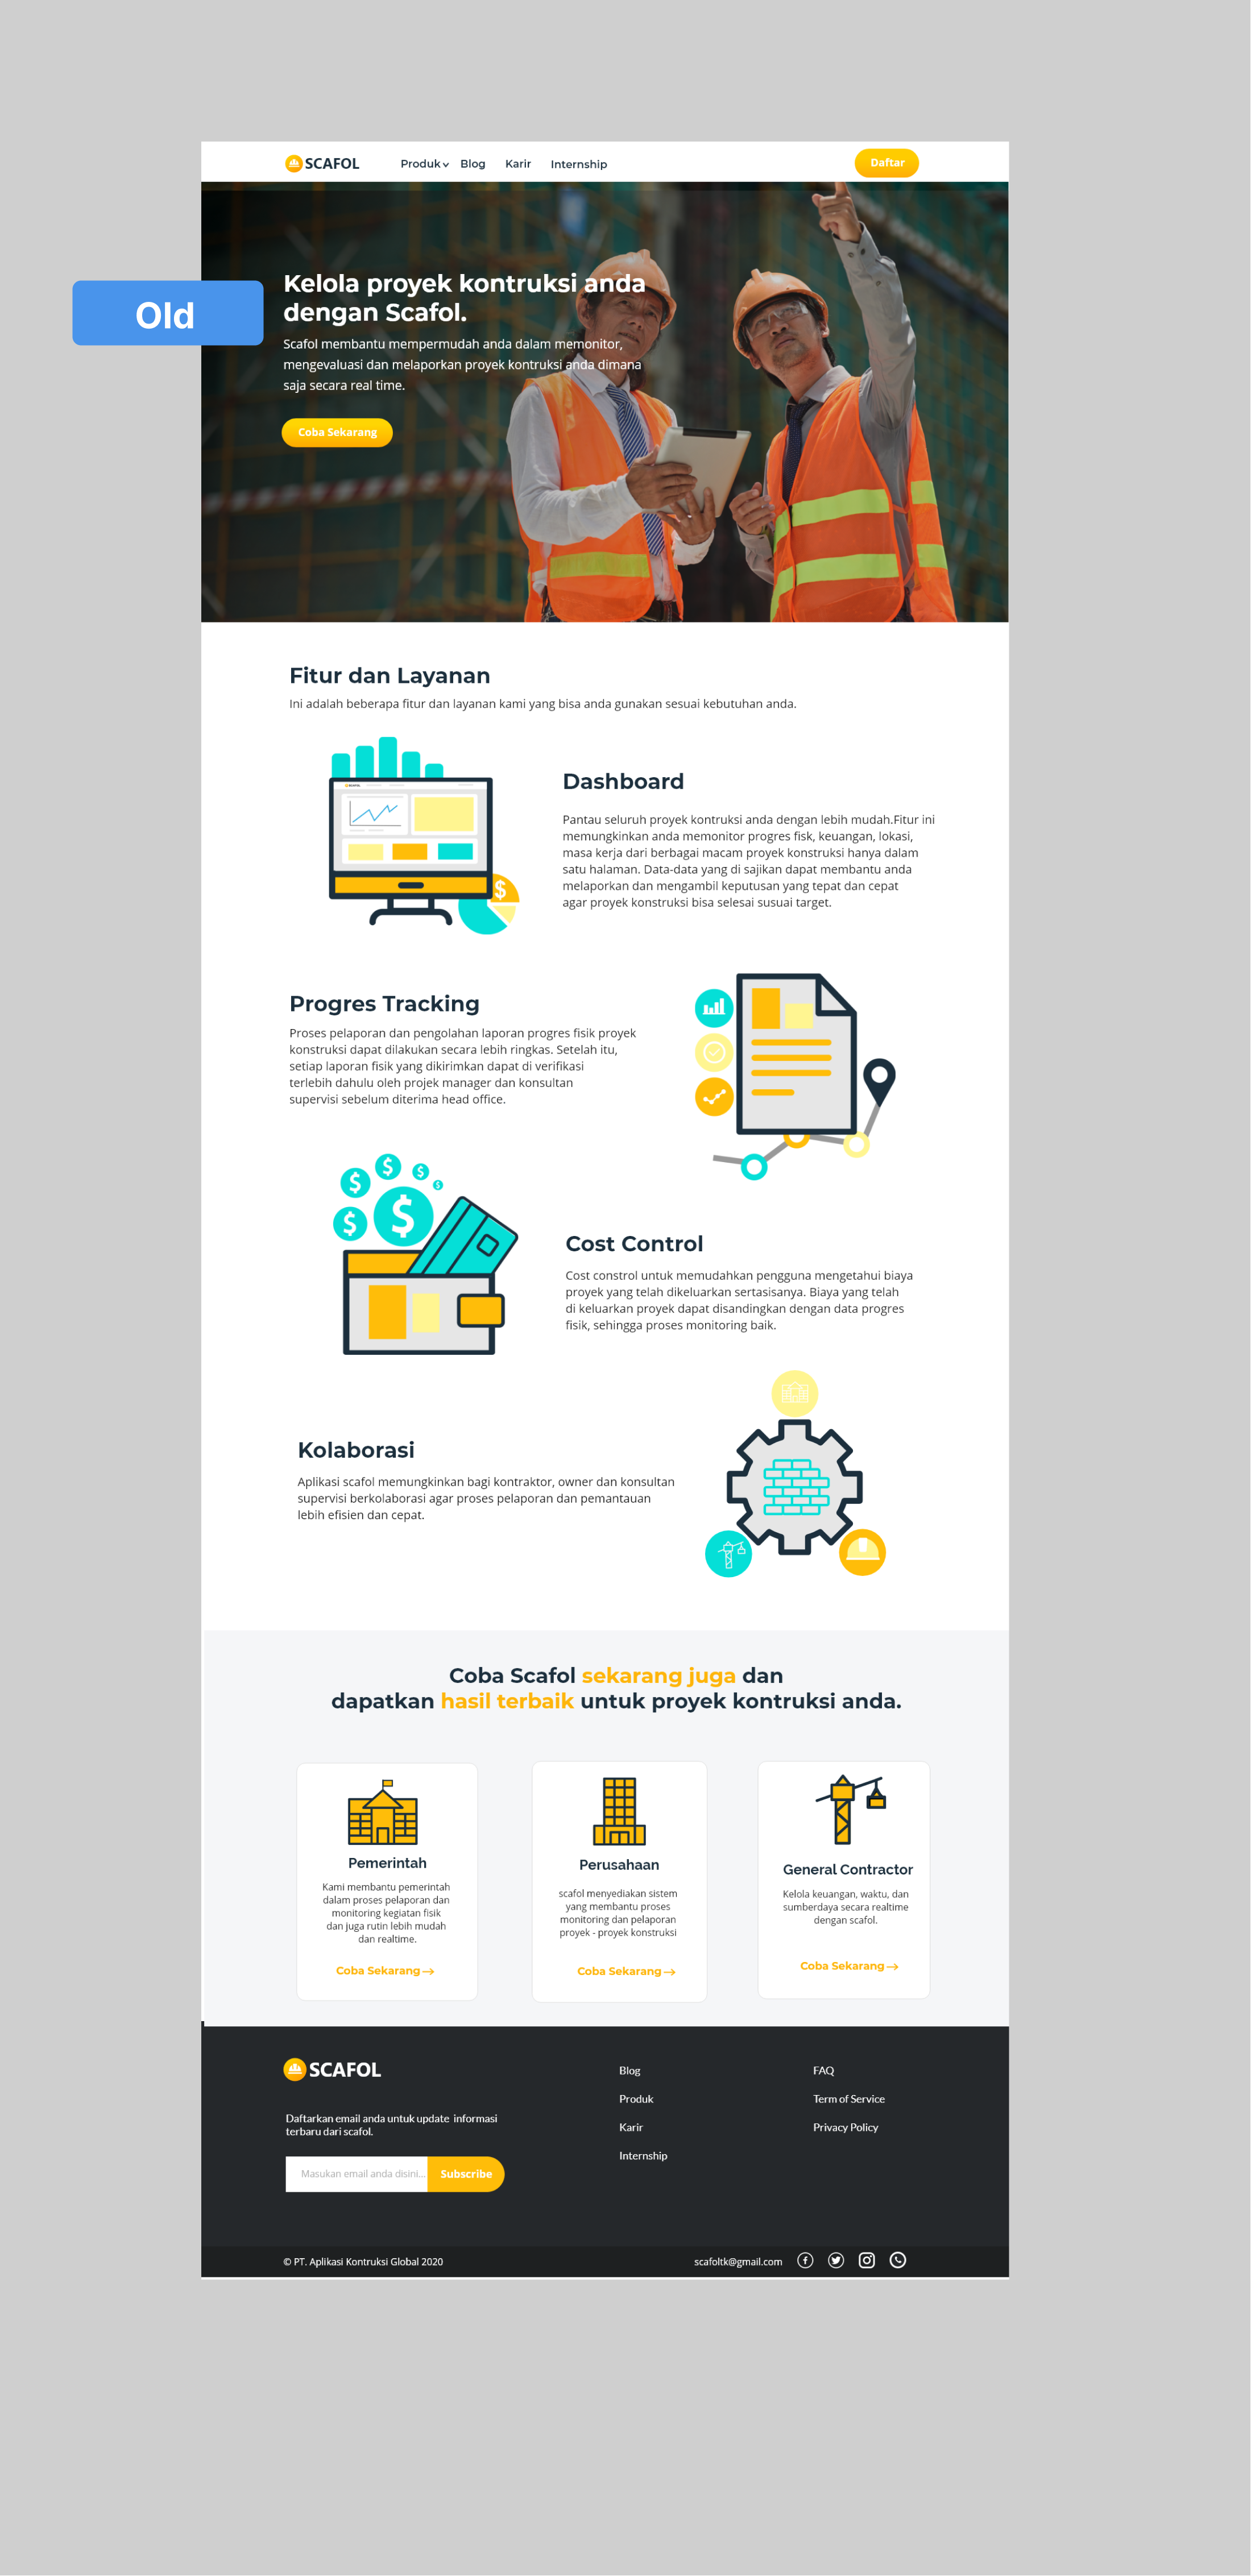 SCAFOL
Produk
Blog
Karir
Internship
Daftar
Old
Kelola proyek kontruksi anda
dengan Scafol.
Scafol membantu mempermudah anda dalam memonitor,
mengevaluasi dan melaporkan proyek kontruksi anda dimana
saja secara real time.
Coba Sekarang
Fitur dan Layanan
Ini adalah beberapa fitur dan layanan kami yang bisa anda gunakan sesuai kebutuhan anda.
SCAFOL
$
Dashboard
Pantau seluruh proyek kontruksi anda dengan lebih mudah.Fitur ini
memungkinkan anda memonitor progres fisk, keuangan, lokasi,
masa kerja dari berbagai macam proyek konstruksi hanya dalam
satu halaman. Data-data yang di sajikan dapat membantu anda
melaporkan dan mengambil keputusan yang tepat dan cepat
agar proyek konstruksi bisa selesai susuai target.
Progres Tracking
Proses pelaporan dan pengolahan laporan progres fisik proyek
konstruksi dapat dilakukan secara lebih ringkas. Setelah itu,
setiap laporan fisik yang dikirimkan dapat di verifikasi
terlebih dahulu oleh projek manager dan konsultan
supervisi sebelum diterima head office.
$ $ $ $ $ $
Cost Control
Cost constrol untuk memudahkan pengguna mengetahui biaya
proyek yang telah dikeluarkan sertasisanya. Biaya yang telah
di keluarkan proyek dapat disandingkan dengan data progres
fisik, sehingga proses monitoring baik.
Kolaborasi
Aplikasi scafol memungkinkan bagi kontraktor, owner dan konsultan
supervisi berkolaborasi agar proses pelaporan dan pemantauan
lebih efisien dan cepat.
Coba Scafol sekarang juga dan
dapatkan hasil terbaik untuk proyek kontruksi anda.
Pemerintah
Kami membantu pemerintah
dalam proses pelaporan dan
monitoring kegiatan fisik
dan juga rutin lebih mudah
dan realtime.
Coba Sekarang
Perusahaan
scafol menyediakan sistem
yang membantu proses
monitoring dan pelaporan
proyek - proyek konstruksi
Coba Sekarang
General Contractor
Kelola keuangan, waktu, dan
sumberdaya secara realtime
dengan scafol.
Coba Sekarang
SCAFOL
Daftarkan email anda untuk update informasi
terbaru dari scafol.
Masukan email anda disini...
Subscribe
Blog
Produk
Karir
Internship
FAQ
Term of Service
Privacy Policy
© PT. Aplikasi Kontruksi Global 2020
scafoltk@gmail.com